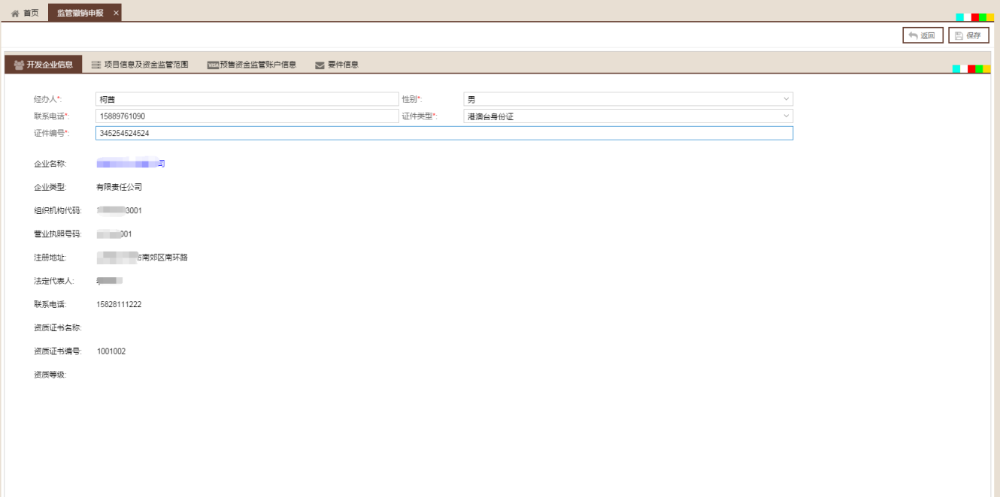 首页 监管撤销申报 ×
返回 保存
开发企业信息 项目信息及资金监管范围 VISA预售资金监管账户信息 要件信息
经办人*: 柯茜 性别*: 男
联系电话*: 15889761090 证件类型*: 港澳台身份证
证件编号*: 345254524524
企业名称: 司
企业类型: 有限责任公司
组织机构代码: 3001
营业执照号码: 001
注册地址: 市南郊区南环路
法定代表人:
联系电话: 15828111222
资质证书名称:
资质证书编号: 1001002
资质等级: